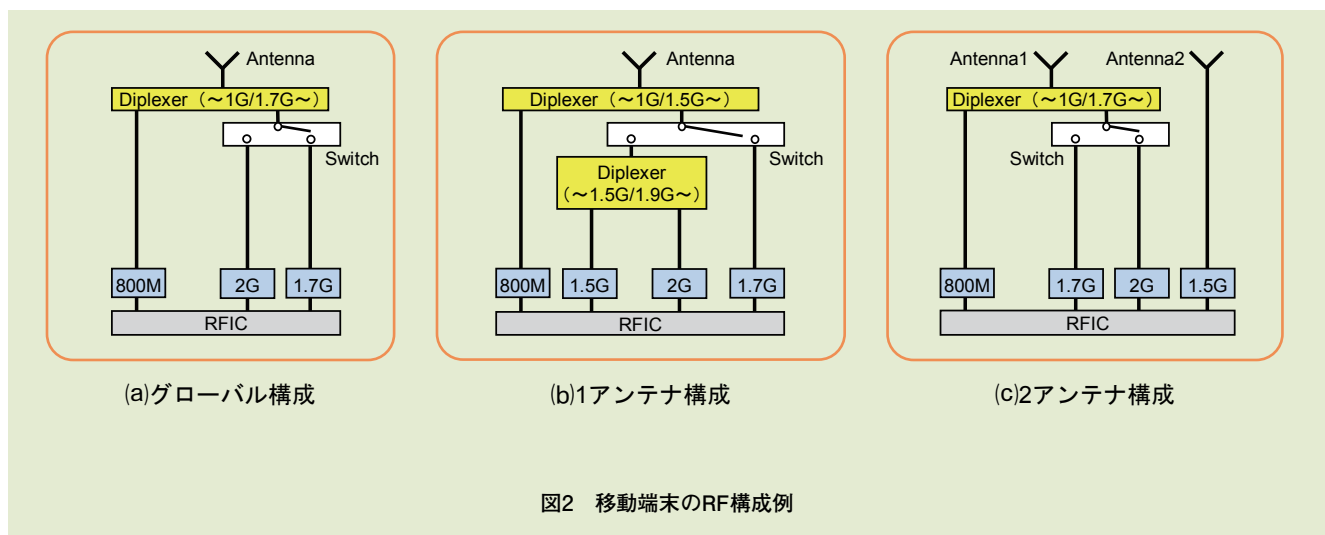 Antenna
Diplexer（～1G/1.7G～）
Switch
800M
2G
1.7G
RFIC
(a)グローバル構成
Antenna
Diplexer（～1G/1.5G～）
Switch
Diplexer
（～1.5G/1.9G～）
800M
1.5G
2G
1.7G
RFIC
(b)1アンテナ構成
Antenna1
Antenna2
Diplexer（～1G/1.7G～）
Switch
800M
1.7G
2G
1.5G
RFIC
(c)2アンテナ構成
図2　移動端末のRF構成例